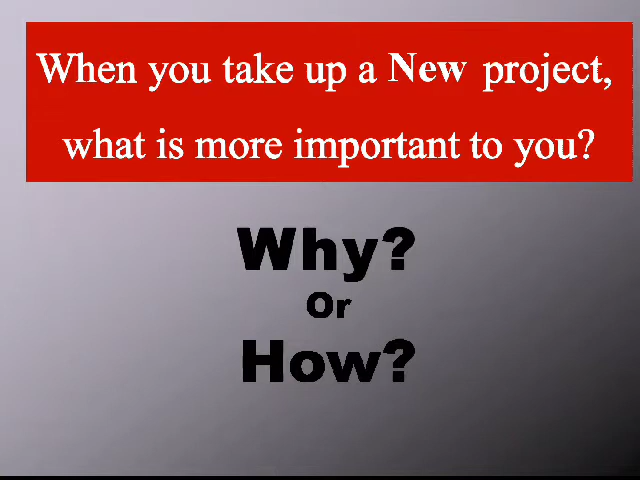 When you take up a New project,
what is more important to you?
Why?
Or
How?